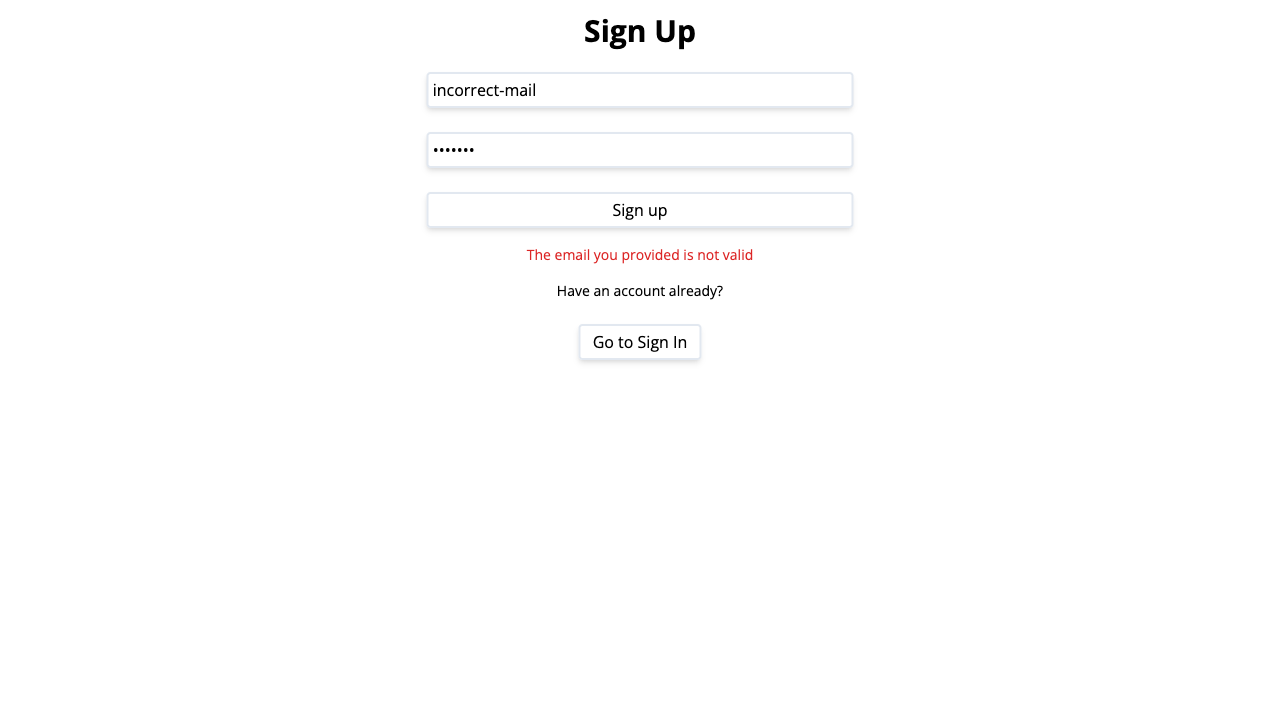 Sign Up
incorrect-mail
•••••••
Sign up
The email you provided is not valid
Have an account already?
Go to Sign In